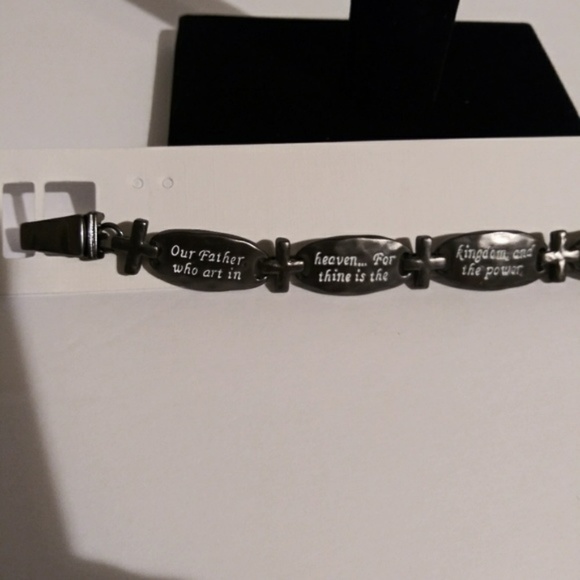 Our Father
who art in
heaven... For
thine is the
kingdom, and
the power,